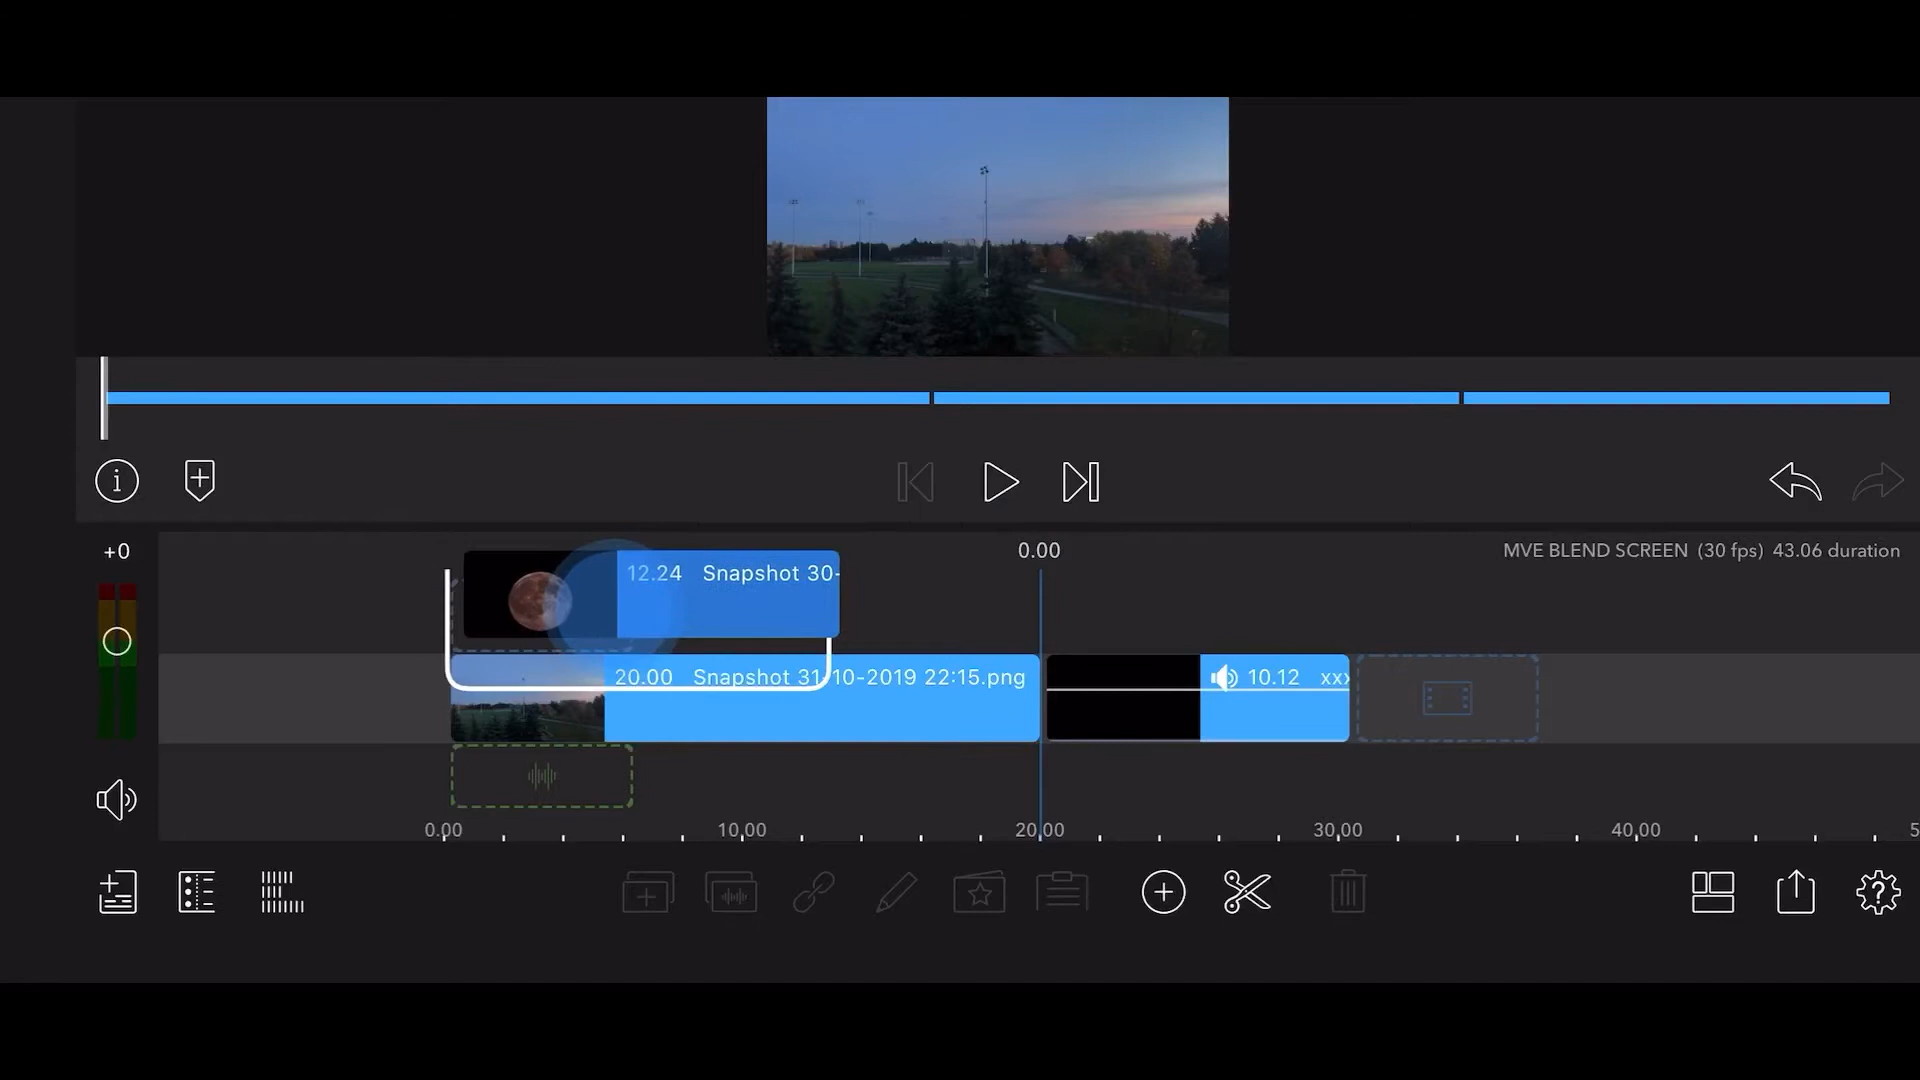 +0
0.00
MVE BLEND SCREEN (30 fps) 43.06 duration
12.24 Snapshot 30-
20.00 Snapshot 31-10-2019 22:15.png
10.12 xxx
0.00 10.00 20.00 30.00 40.00 5